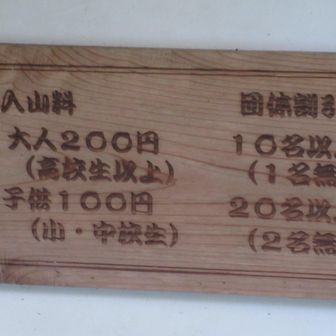 入山料
大人200円
(高校生以上)
子供100円
(小・中校生)
団体割
10名以
(1名無
20名以
(2名無